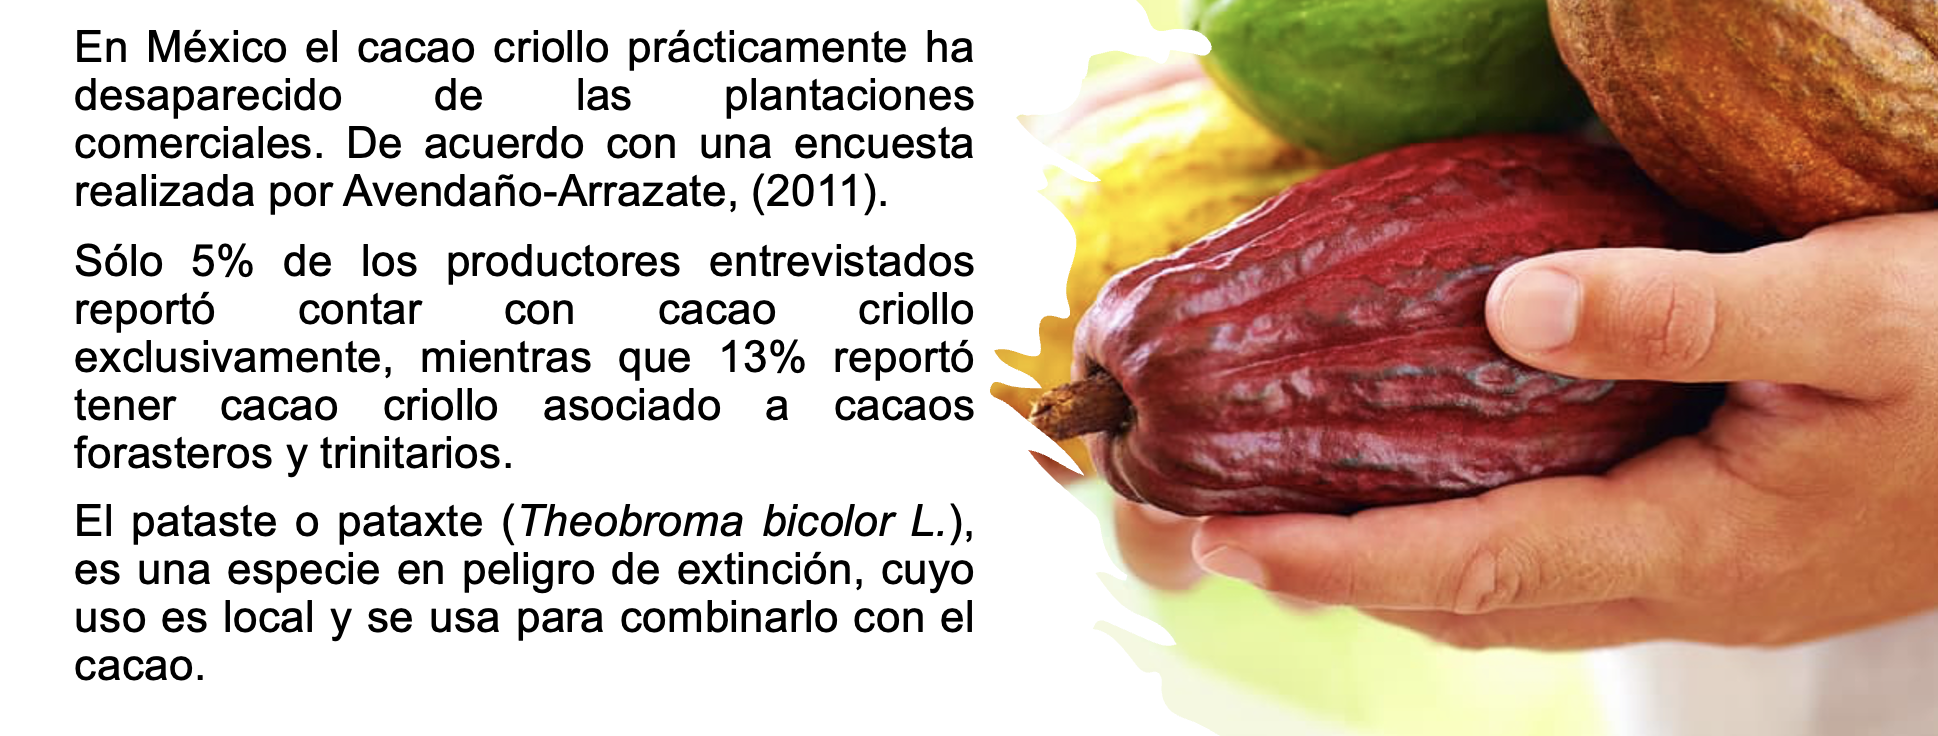 En México el cacao criollo prácticamente ha
desaparecido de las plantaciones
comerciales. De acuerdo con una encuesta
realizada por Avendaño-Arrazate, (2011).
Sólo 5% de los productores entrevistados
reportó contar con cacao criollo
exclusivamente, mientras que 13% reportó
tener cacao criollo asociado a cacaos
forasteros y trinitarios.
El pataste o pataxte (Theobroma bicolor L.),
es una especie en peligro de extinción, cuyo
uso es local y se usa para combinarlo con el
cacao.